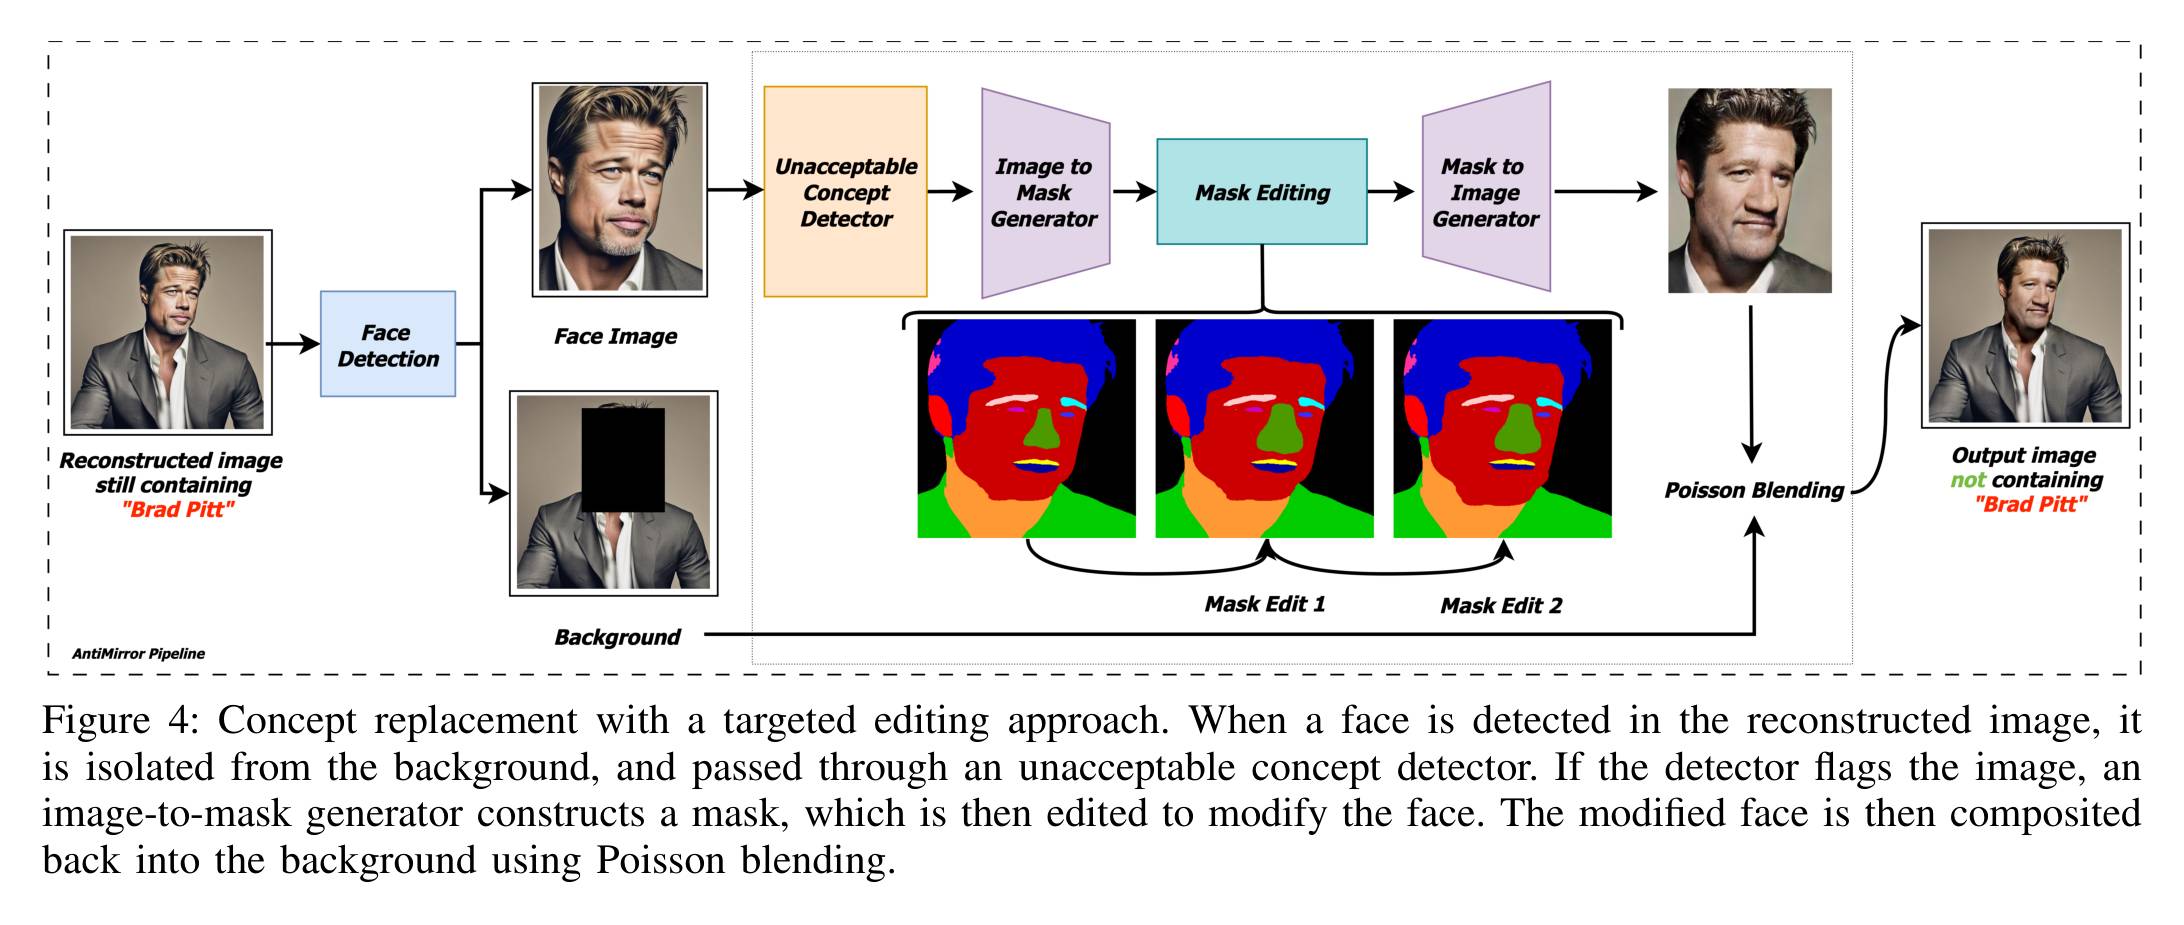 Reconstructed image
still containing
"Brad Pitt"
Face
Detection
Face Image
Background
Unacceptable
Concept
Detector
Image to
Mask
Generator
Mask Editing
Mask to
Image
Generator
Mask Edit 1
Mask Edit 2
Poisson Blending
Output image
not containing
"Brad Pitt"
AntiMirror Pipeline
Figure 4: Concept replacement with a targeted editing approach. When a face is detected in the reconstructed image, it
is isolated from the background, and passed through an unacceptable concept detector. If the detector flags the image, an
image-to-mask generator constructs a mask, which is then edited to modify the face. The modified face is then composited
back into the background using Poisson blending.